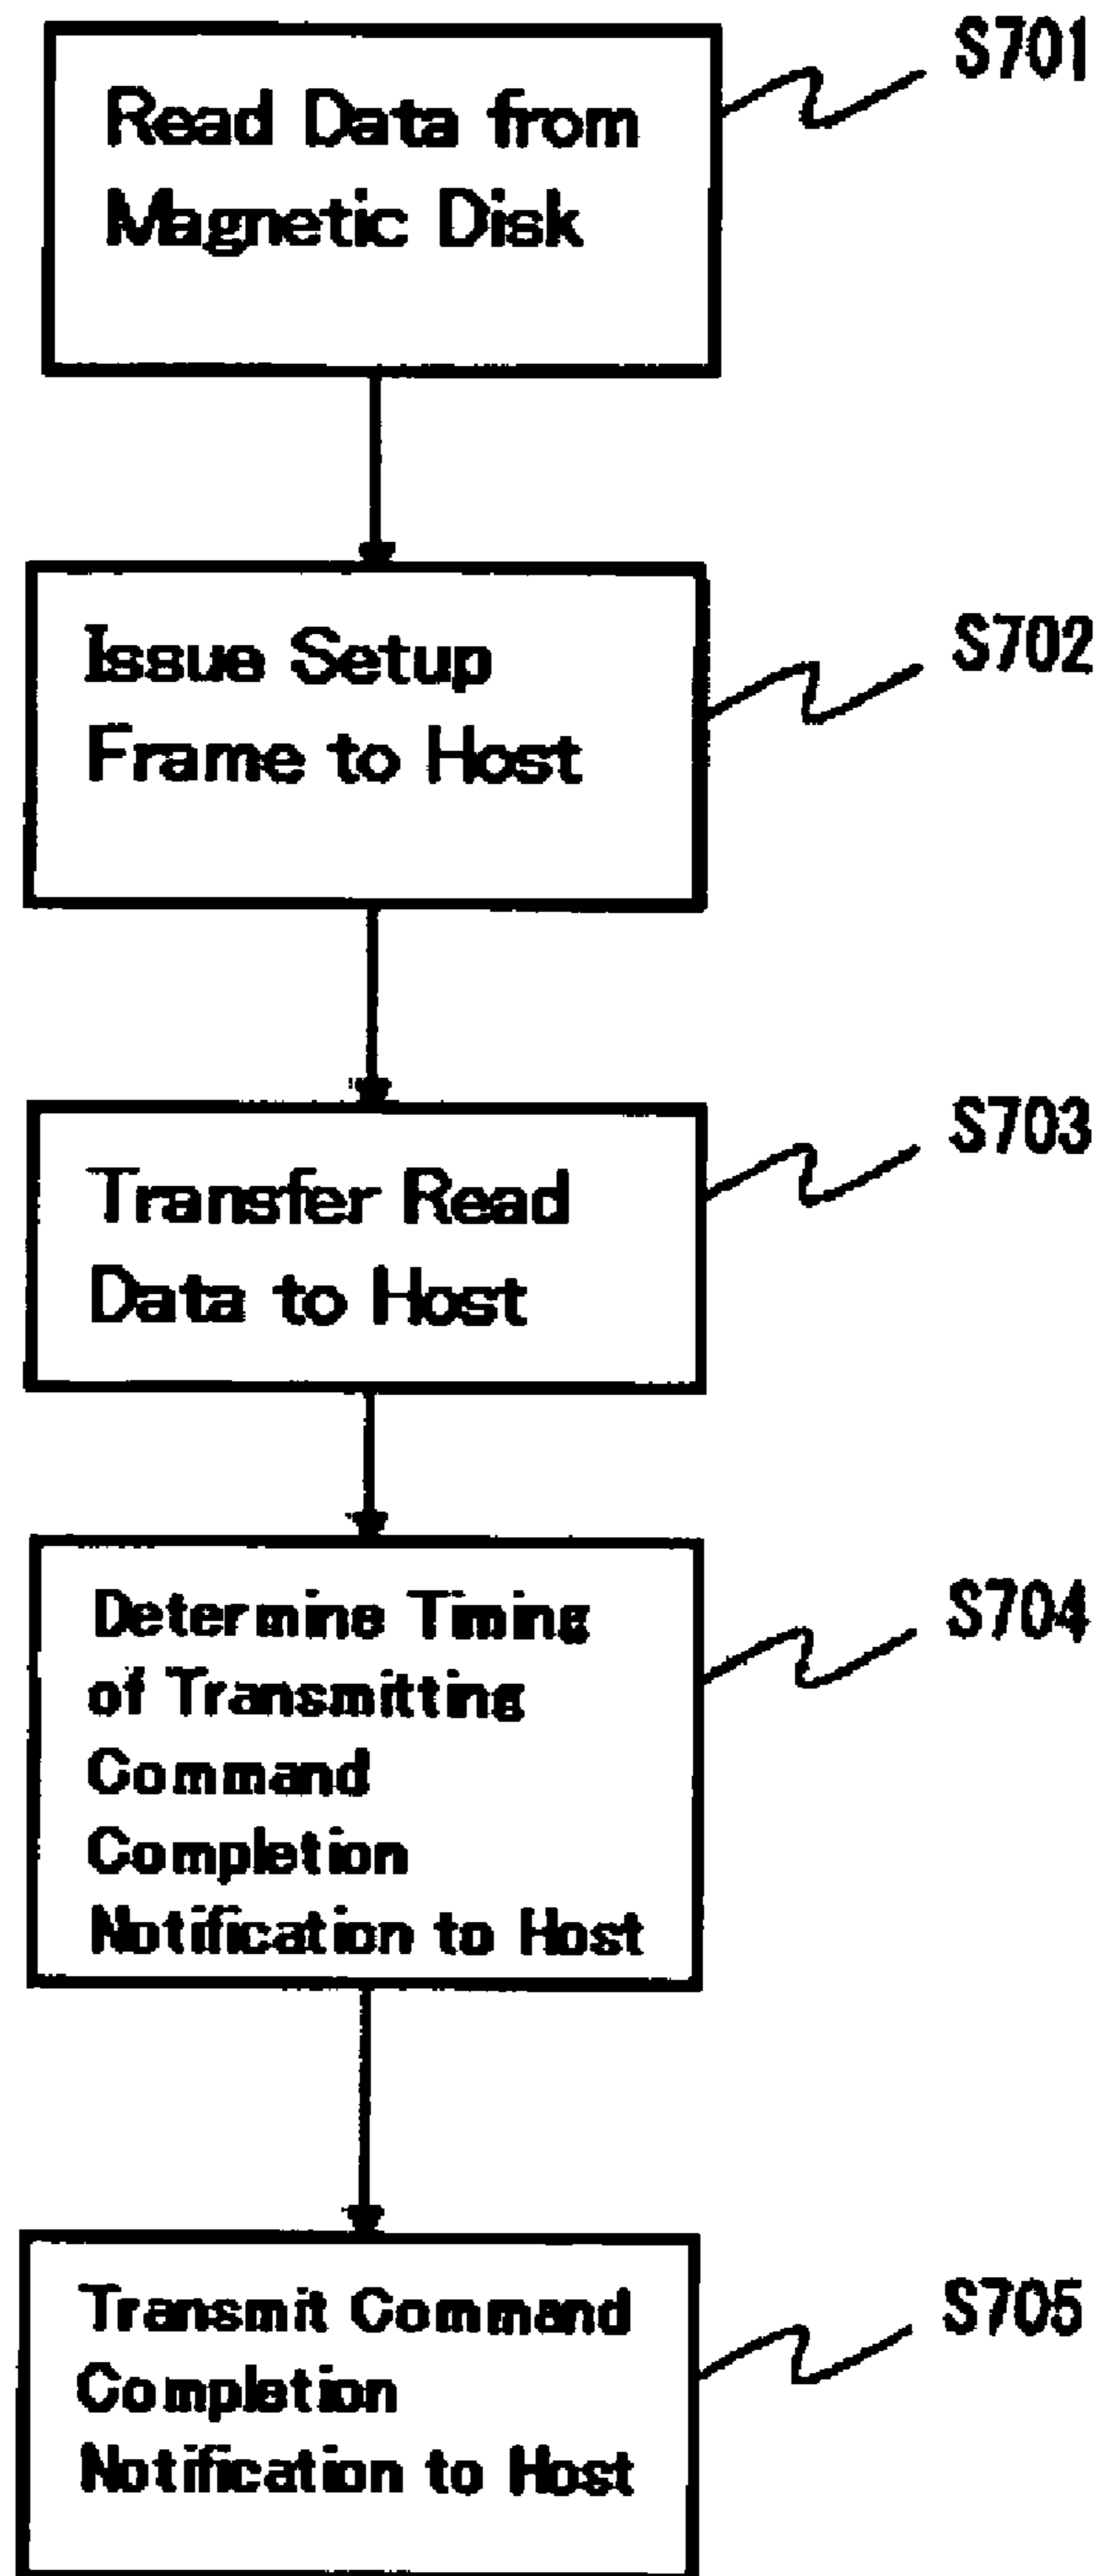 Read Data from
Magnetic Disk
S701
Issue Setup
Frame to Host
S702
Transfer Read
Data to Host
S703
Determine Timing
of Transmitting
Command
Completion
Notification to Host
S704
Transmit Command
Completion
Notification to Host
S705